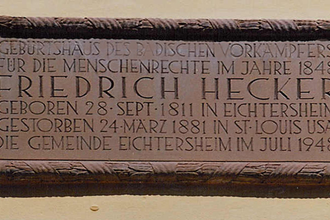 GEBURTSHAUS DES BADISCHEN VORKÄMPFERS
FÜR DIE MENSCHENRECHTE IM JAHRE 1848
FRIEDRICH HECKER
GEBOREN 28·SEPT·1811 IN EICHTERSHEIM
GESTORBEN 24·MÄRZ 1881 IN ST·LOUIS USA
DIE GEMEINDE EICHTERSHEIM IM JULI 1948